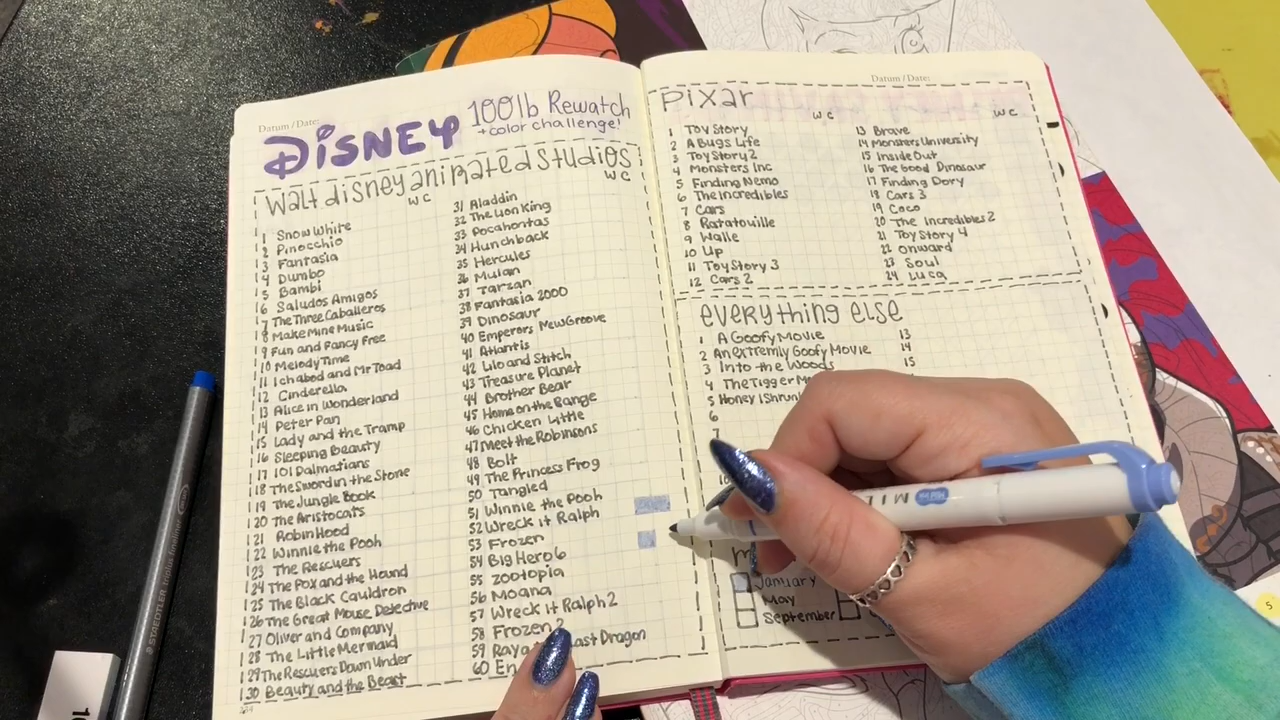 Datum / Date:
DISNEY
100lb Rewatch
+color challenge!
Walt disney animated studios
W C
W C
1 Snow White
2 Pinocchio
3 Fantasia
4 Dumbo
5 Bambi
6 Saludos Amigos
7 The Three Caballeros
8 Make Mine Music
9 Fun and Fancy Free
10 Melody Time
11 Ichabod and Mr Toad
12 Cinderella
13 Alice in Wonderland
14 Peter Pan
15 Lady and the Tramp
16 Sleeping Beauty
17 101 Dalmatians
18 The Sword in the Stone
19 The Jungle Book
20 The Aristocats
21 Robin Hood
22 Winnie the Pooh
23 The Rescuers
24 The Fox and the Hound
25 The Black Cauldron
26 The Great Mouse Detective
27 Oliver and Company
28 The Little Mermaid
29 The Rescuers Down Under
30 Beauty and the Beast
31 Aladdin
32 The Lion King
33 Pocahontas
34 Hunchback
35 Hercules
36 Mulan
37 Tarzan
38 Fantasia 2000
39 Dinosaur
40 Emperors New Groove
41 Atlantis
42 Lilo and Stitch
43 Treasure Planet
44 Brother Bear
45 Home on the Range
46 Chicken Little
47 Meet the Robinsons
48 Bolt
49 The Princess Frog
50 Tangled
51 Winnie the Pooh
52 Wreck it Ralph
53 Frozen
54 Big Hero 6
55 Zootopia
56 Moana
57 Wreck it Ralph 2
58 Frozen 2
59 Raya Last Dragon
60 En
Datum / Date:
Pixar
W C
W C
1 Toy Story
2 A Bugs Life
3 Toy Story 2
4 Monsters Inc
5 Finding Nemo
6 The Incredibles
7 Cars
8 Ratatouille
9 Walle
10 Up
11 Toy Story 3
12 Cars 2
13 Brave
14 Monsters University
15 Inside Out
16 The Good Dinosaur
17 Finding Dory
18 Cars 3
19 Coco
20 The Incredibles 2
21 Toy Story 4
22 Onward
23 Soul
24 Luca
everything else
1 A Goofy Movie
2 An extremly Goofy Movie
3 Into the Woods
4 The Tigger M
5 Honey I Shrun
6
7
10
13
14
15
January
May
September
MIL
STAEDTLER
5